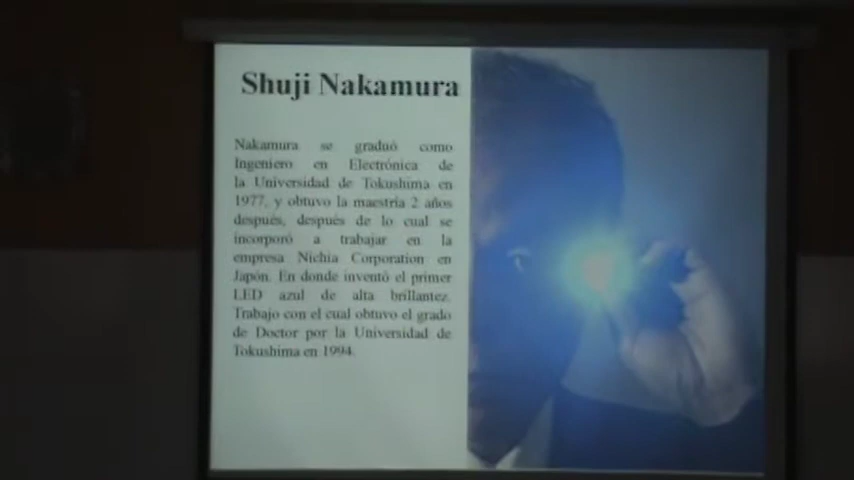 Shuji Nakamura
Nakamura se graduó como
Ingeniero en Electrónica de
la Universidad de Tokushima en
1977, y obtuvo la maestría 2 años
después, después de lo cual se
incorporó a trabajar en la
empresa Nichia Corporation en
Japón. En donde inventó el primer
LED azul de alta brillantez.
Trabajo con el cual obtuvo el grado
de Doctor por la Universidad de
Tokushima en 1994.